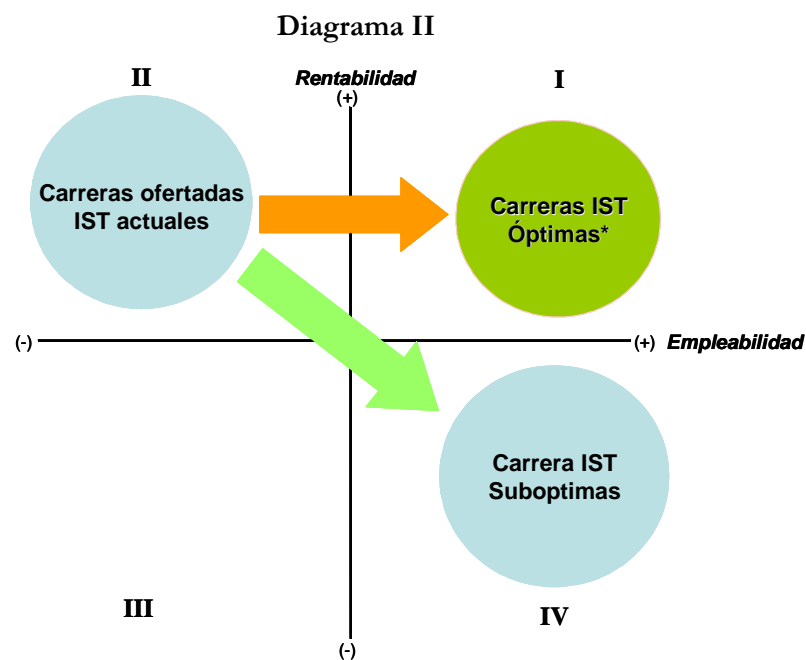 Diagrama II
II
Rentabilidad
(+)
I
Carreras ofertadas
IST actuales
Carreras IST
Óptimas*
(-)
(+) Empleabilidad
Carrera IST
Suboptimas
III
IV
(-)